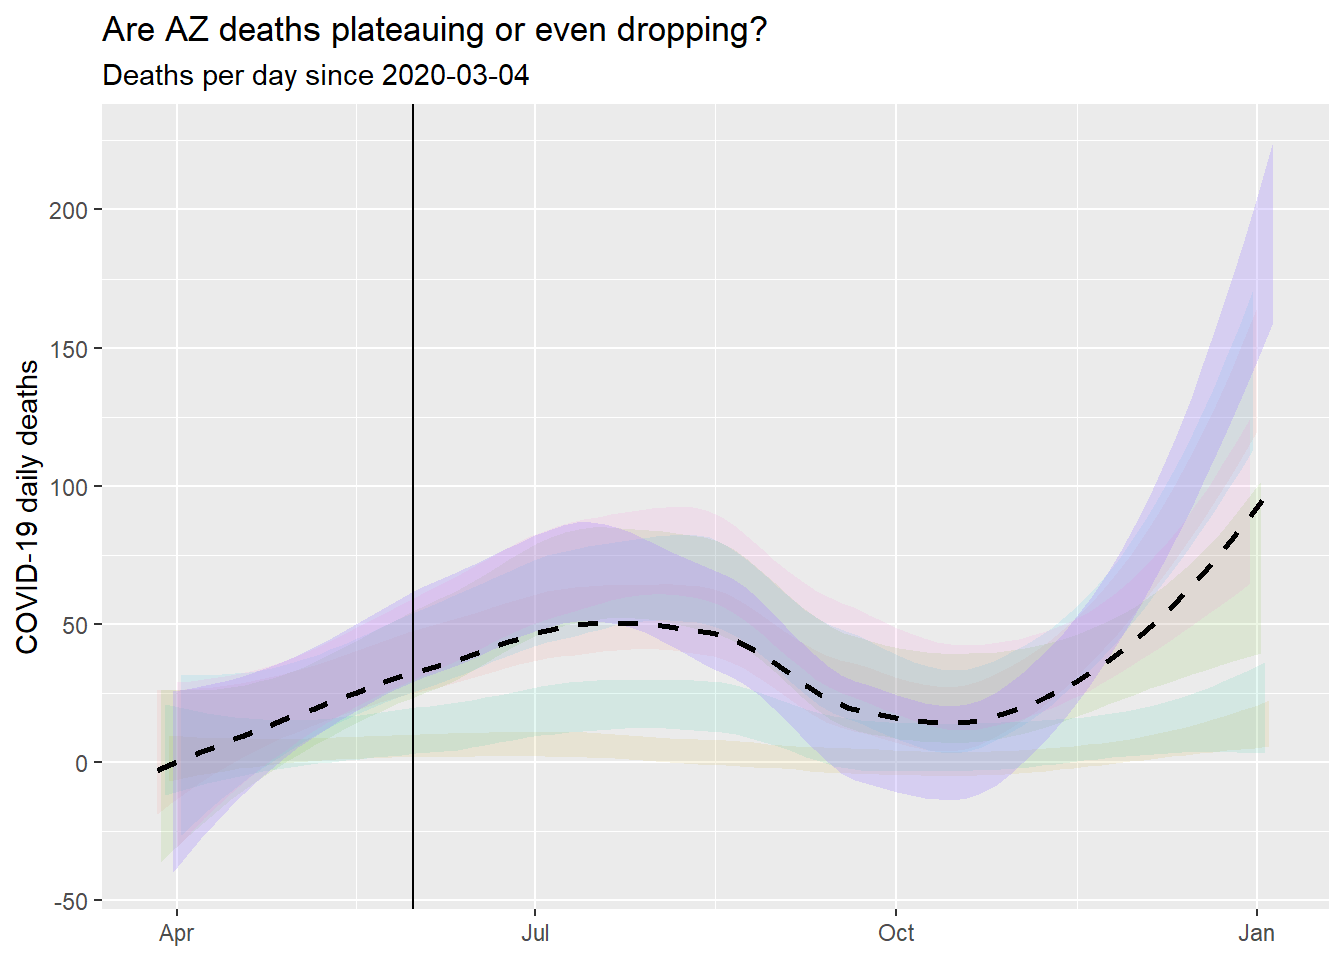 Are AZ deaths plateauing or even dropping?
Deaths per day since 2020-03-04
COVID-19 daily deaths
200
150
100
50
0
-50
Apr
Jul
Oct
Jan